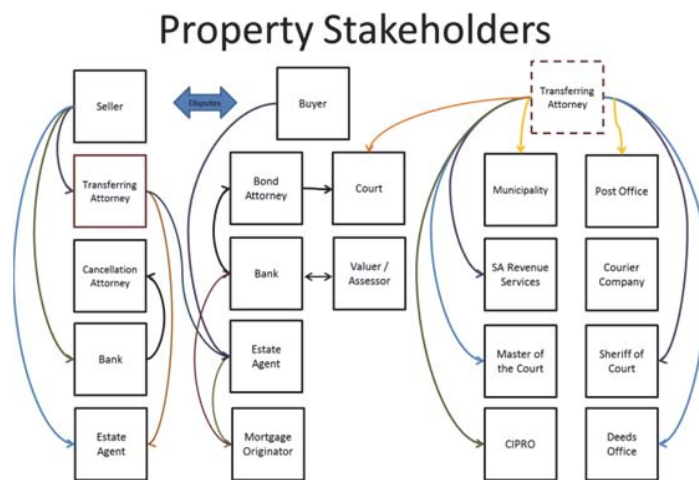 Property Stakeholders
Seller
Disputes
Buyer
Transferring
Attorney
Transferring
Attorney
Bond
Attorney
Court
Municipality
Post Office
Cancellation
Attorney
Bank
Valuer /
Assessor
SA Revenue
Services
Courier
Company
Bank
Estate
Agent
Master of
the Court
Sheriff of
Court
Estate
Agent
Mortgage
Originator
CIPRO
Deeds
Office